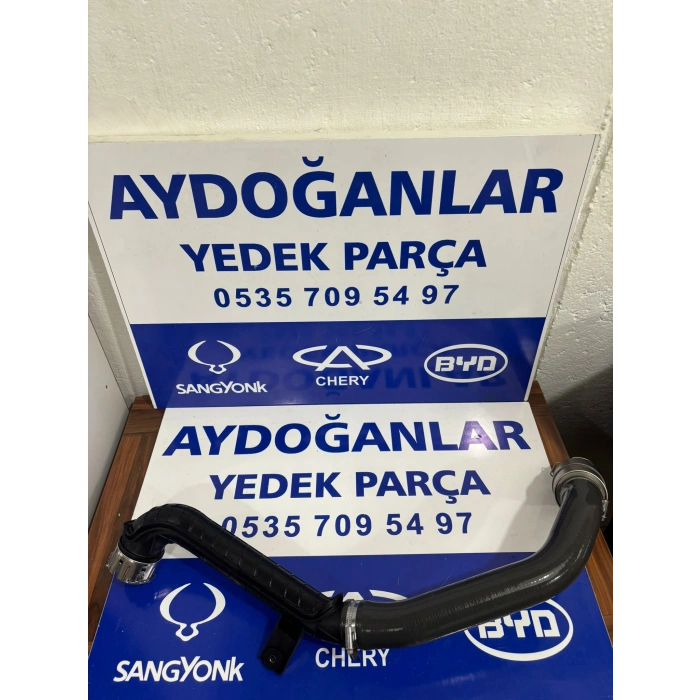 AYDOĞANLAR
YEDEK PARÇA
0535 709 54 97
SANGYONK
CHERY
BYD
AYDOĞANLAR
YEDEK PARÇA
0535 709 54 97
SANGYONK
CHERY
BYD